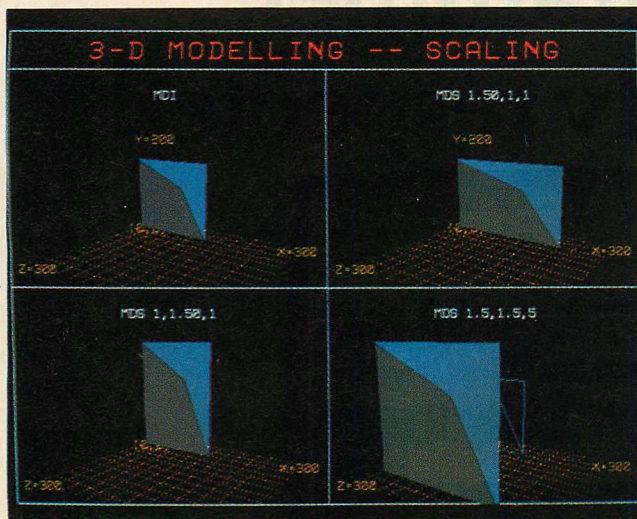 3-D MODELLING -- SCALING
MDI
Y=200
Z=300
X=300
MDS 1.50,1,1
Y=200
Z=300
X=300
MDS 1,1.50,1
Z=300
X=300
MDS 1.5,1.5,5
Z=300
X=300